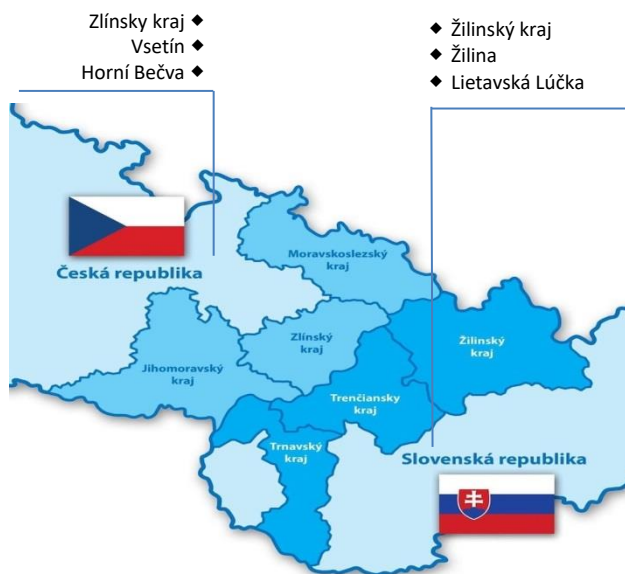 Zlínsky kraj ◆
Vsetín ◆
Horní Bečva ◆
◆ Žilinský kraj
◆ Žilina
◆ Lietavská Lúčka
Moravskoslezský
kraj
Česká republika
Zlínský
kraj
Žilinský
kraj
Jihomoravský
kraj
Trenčiansky
kraj
Trnavský
kraj
Slovenská republika